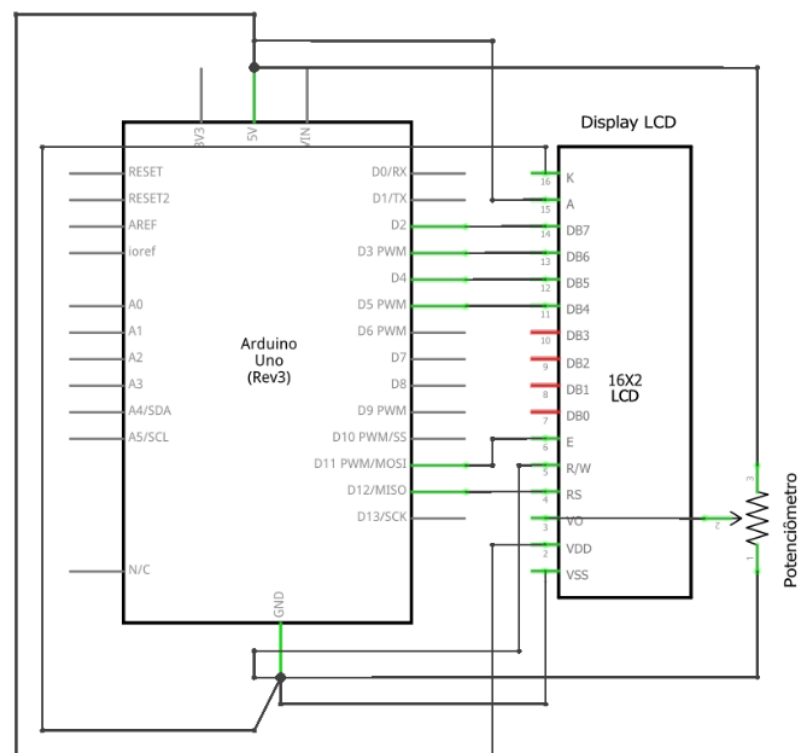 3V3
5V
VIN
Display LCD
RESET
RESET2
AREF
ioref
A0
A1
A2
A3
A4/SDA
A5/SCL
N/C
Arduino
Uno
(Rev3)
D0/RX
D1/TX
D2
D3 PWM
D4
D5 PWM
D6 PWM
D7
D8
D9 PWM
D10 PWM/SS
D11 PWM/MOSI
D12/MISO
D13/SCK
GND
16 K
15 A
14 DB7
13 DB6
12 DB5
11 DB4
10 DB3
9 DB2
8 DB1
7 DB0
6 E
5 R/W
4 RS
3 VO
2 VDD
1 VSS
16X2
LCD
3
2
1
Potenciômetro